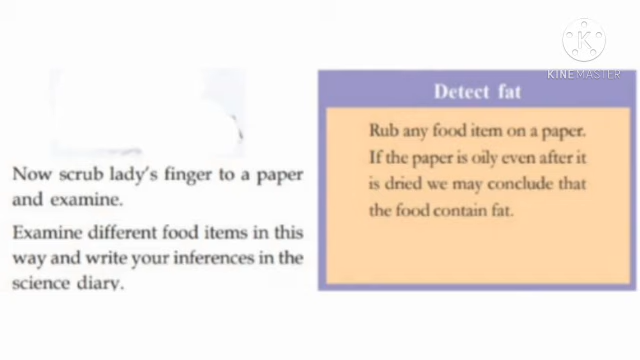 KINEMASTER
Now scrub lady's finger to a paper
and examine.
Examine different food items in this
way and write your inferences in the
science diary.
Detect fat
Rub any food item on a paper.
If the paper is oily even after it
is dried we may conclude that
the food contain fat.